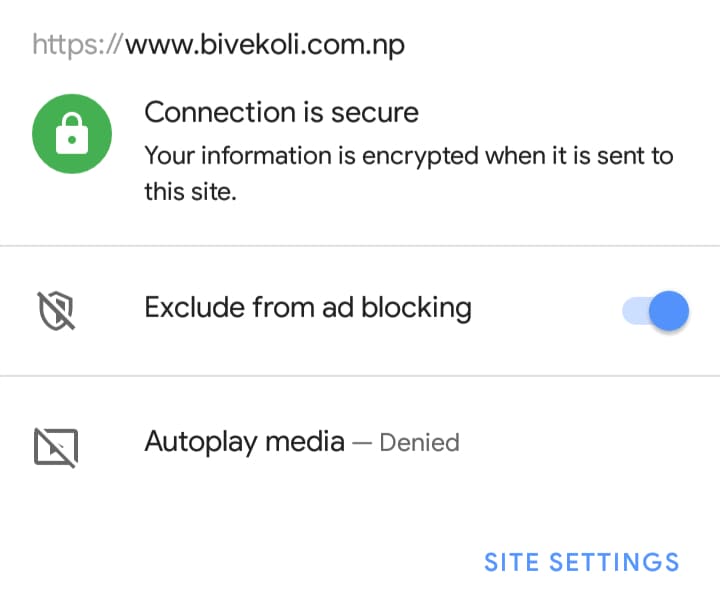 https://www.bivekoli.com.np
Connection is secure
Your information is encrypted when it is sent to
this site.
Exclude from ad blocking
Autoplay media — Denied
SITE SETTINGS